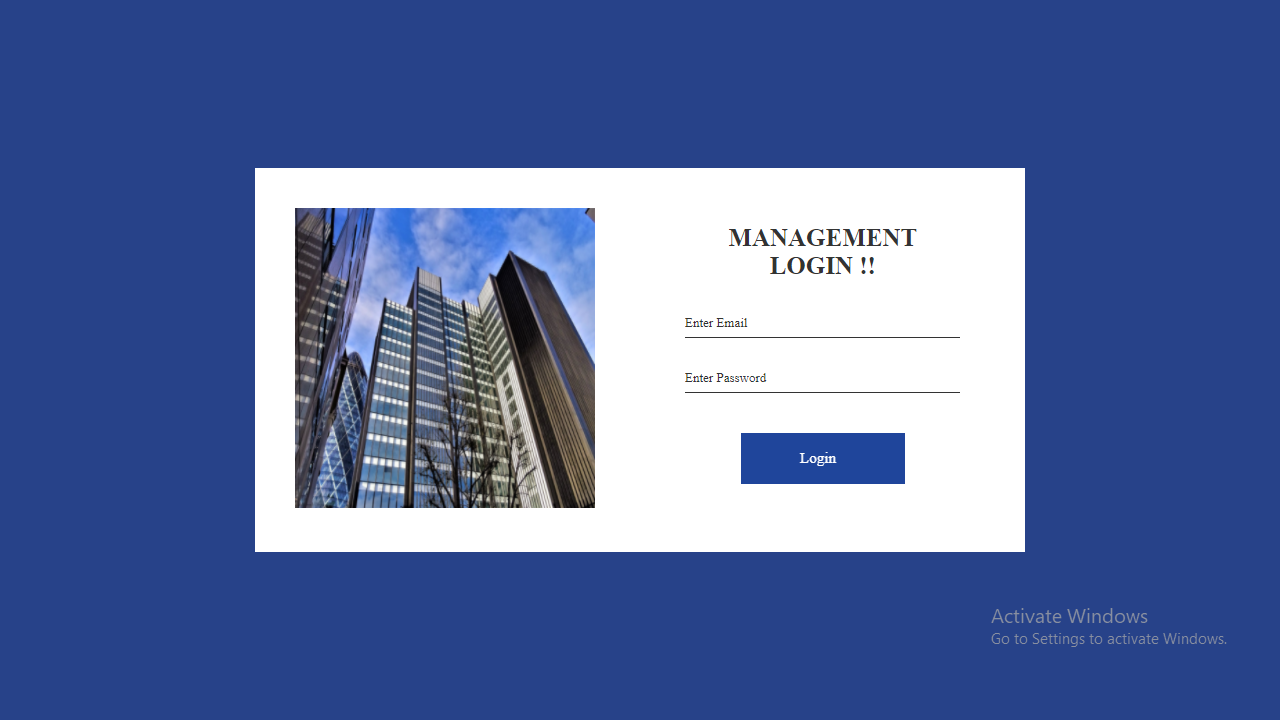 MANAGEMENT
LOGIN !!
Enter Email
Enter Password
Login
Activate Windows
Go to Settings to activate Windows.